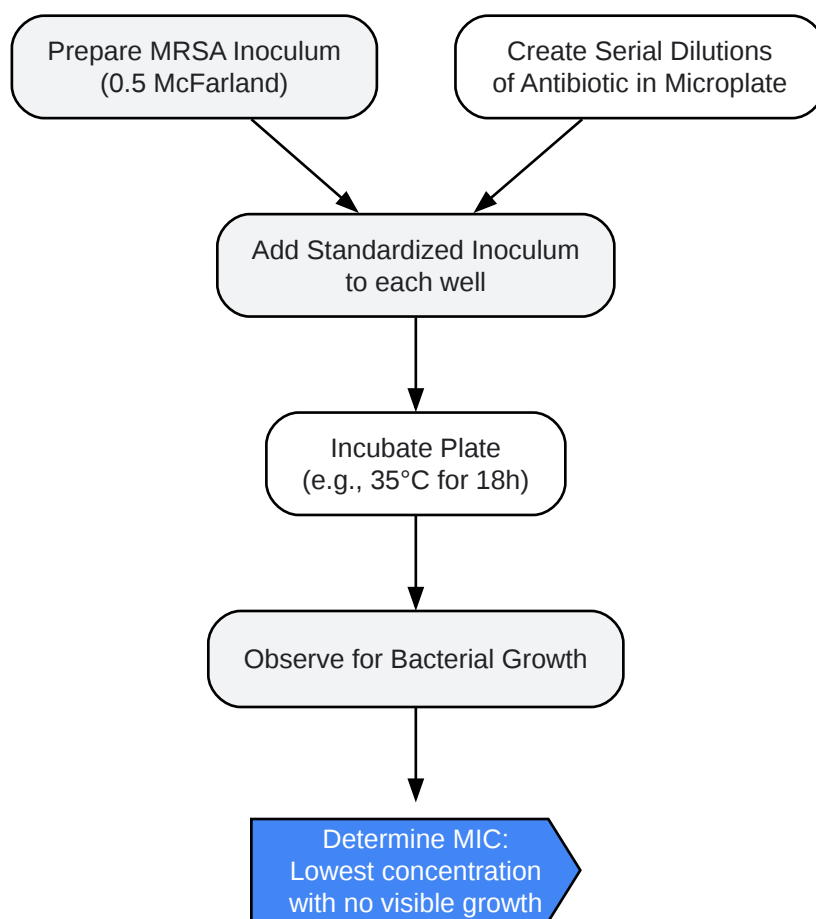 Prepare MRSA Inoculum
(0.5 McFarland)
Create Serial Dilutions
of Antibiotic in Microplate
Add Standardized Inoculum
to each well
Incubate Plate
(e.g., 35°C for 18h)
Observe for Bacterial Growth
Determine MIC:
Lowest concentration
with no visible growth